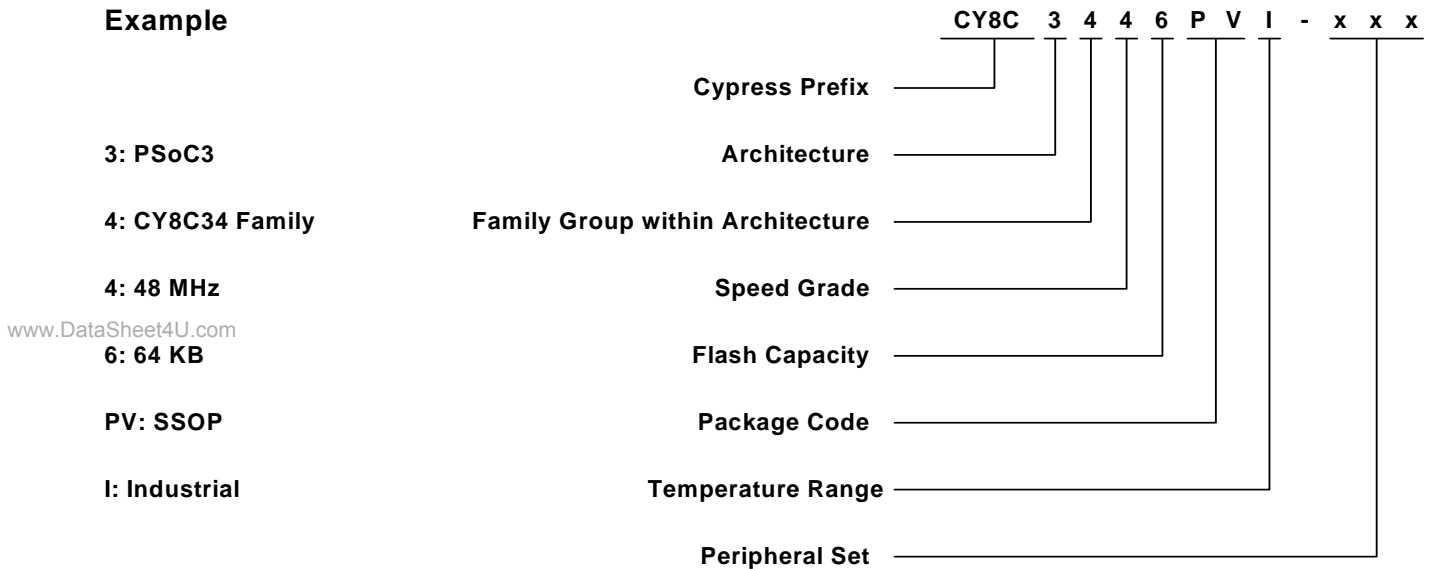 Example CY8C 3 4 4 6 P V I - x x x
Cypress Prefix
3: PSoC3 Architecture
4: CY8C34 Family Family Group within Architecture
4: 48 MHz Speed Grade
www.DataSheet4U.com
6: 64 KB Flash Capacity
PV: SSOP Package Code
I: Industrial Temperature Range
Peripheral Set